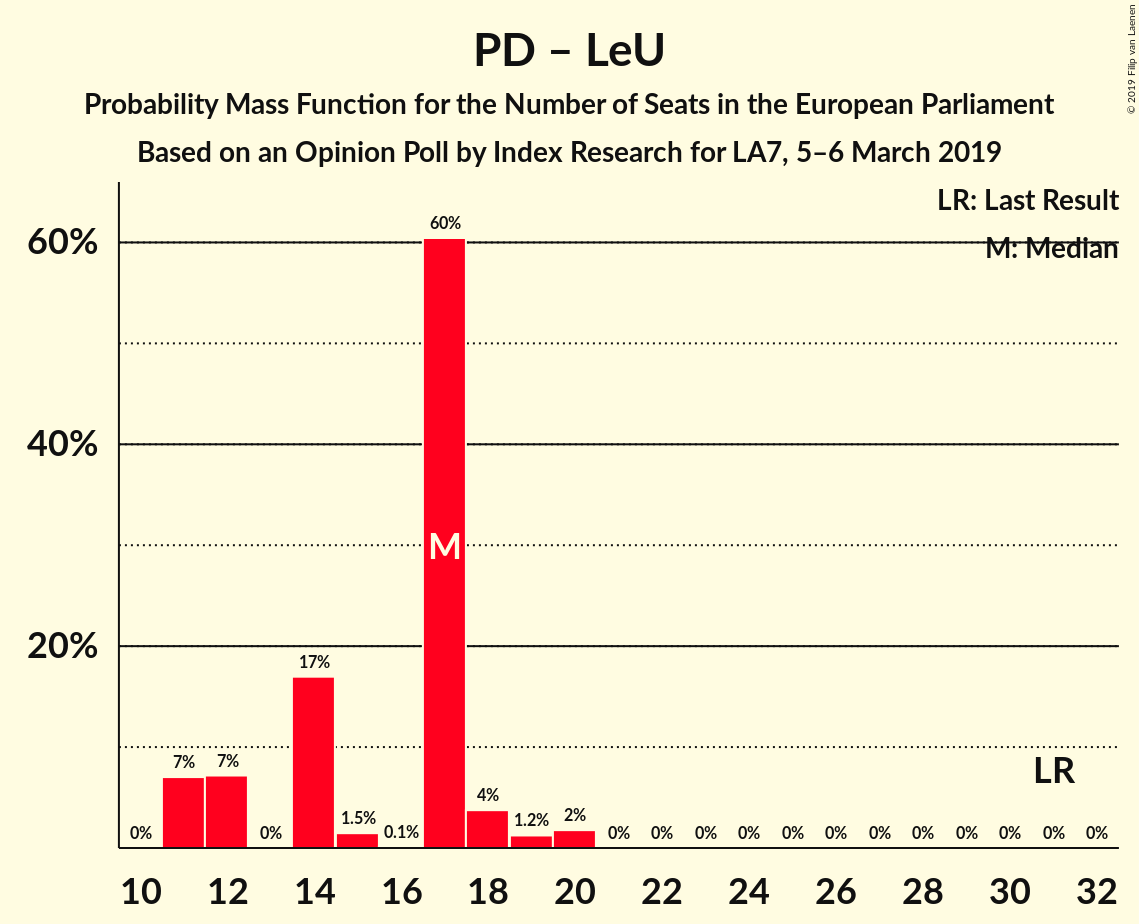 PD – LeU
Probability Mass Function for the Number of Seats in the European Parliament
Based on an Opinion Poll by Index Research for LA7, 5–6 March 2019
© 2019 Filip van Laenen
LR: Last Result
M: Median
60%
40%
20%
0%
7%
7%
0%
17%
1.5%
0.1%
60%
M
4%
1.2%
2%
0%
0%
0%
0%
0%
0%
0%
0%
0%
0%
0%
0%
LR
10 12 14 16 18 20 22 24 26 28 30 32